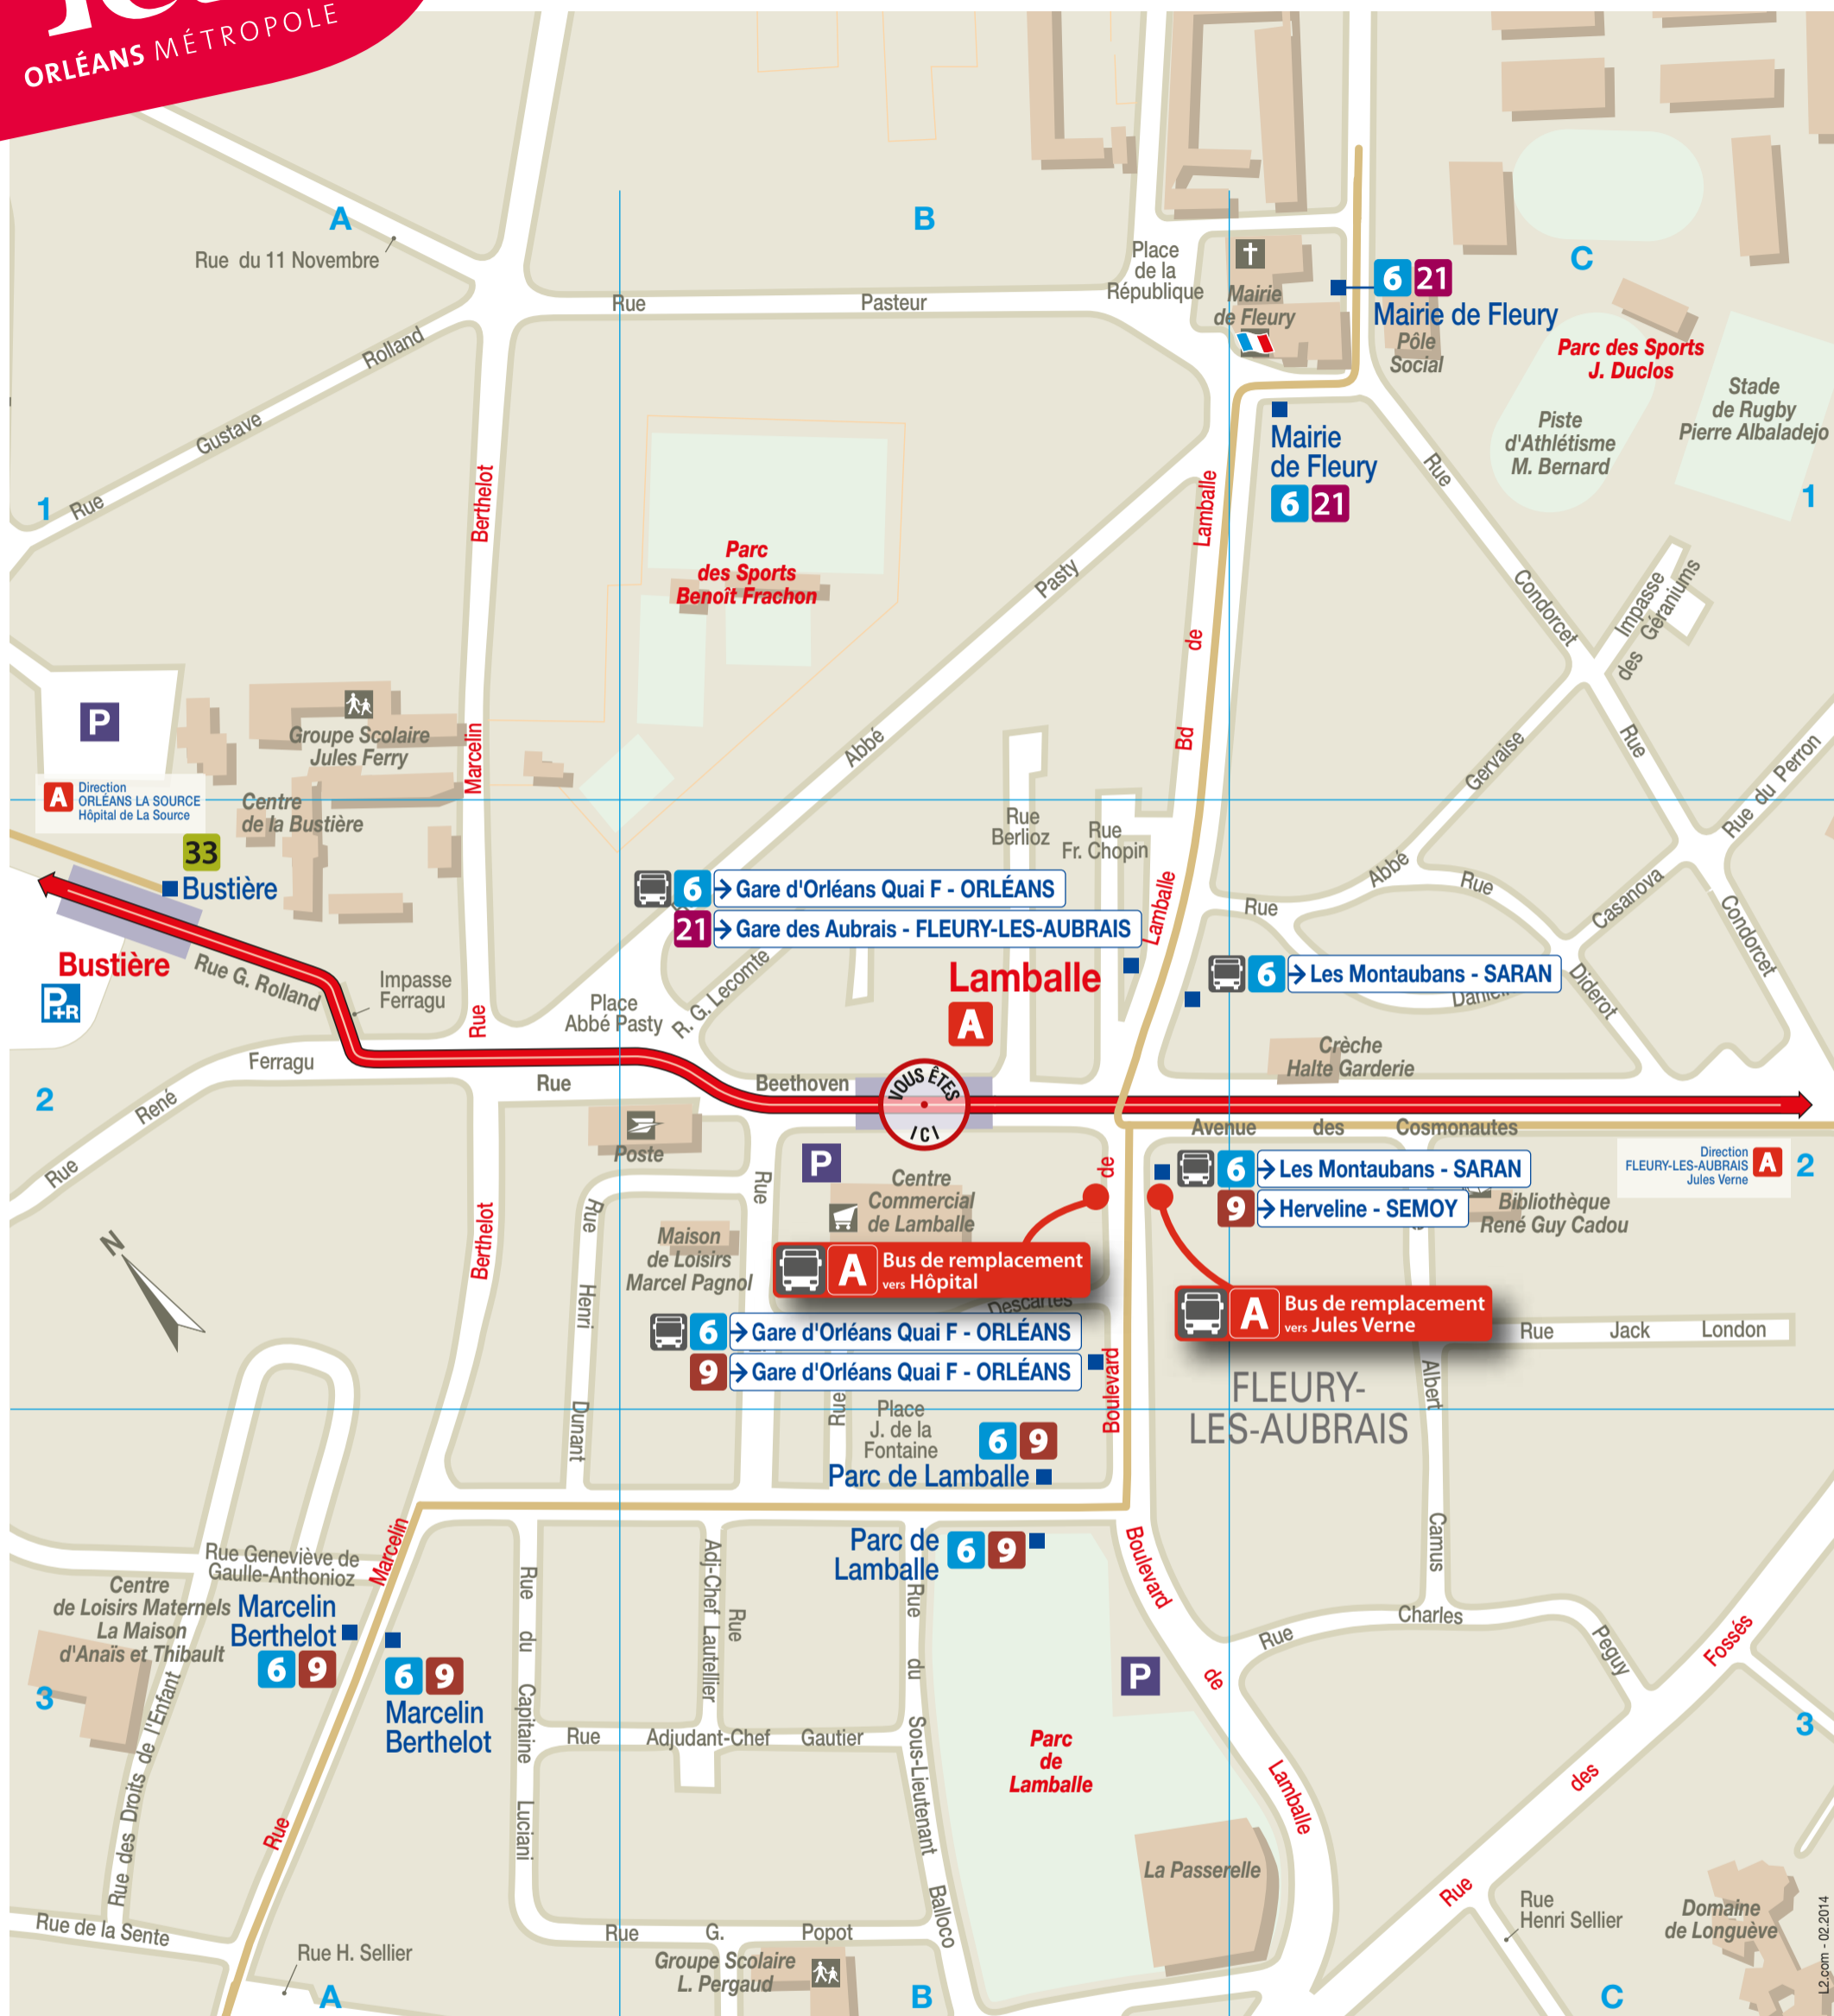 ORLÉANS MÉTROPOLE
A
B
C
Rue du 11 Novembre
Rue Pasteur
Place
de la
République
Mairie
de Fleury
6 21
Mairie de Fleury
Pôle
Social
Parc des Sports
J. Duclos
Stade
de Rugby
Pierre Albaladejo
Piste
d'Athlétisme
M. Bernard
Mairie
de Fleury
6 21
1
Rue Gustave Rolland
Rue Marcelin Berthelot
Parc
des Sports
Benoît Frachon
Abbé Pasty
Bd de Lamballe
Rue Condorcet
Impasse
des Géraniums
1
P
Groupe Scolaire
Jules Ferry
A Direction
ORLÉANS LA SOURCE
Hôpital de La Source
Centre
de la Bustière
33
Bustière
Bustière
P+R
Rue G. Rolland
Impasse
Ferragu
Rue
Berlioz
Rue
Fr. Chopin
Rue Abbé Gervaise
Rue du Perron
Rue Condorcet
Casanova
Rue Diderot
6 → Gare d'Orléans Quai F - ORLÉANS
21 → Gare des Aubrais - FLEURY-LES-AUBRAIS
Lamballe
Lamballe
A
6 → Les Montaubans - SARAN
Place
Abbé Pasty
R. G. Lecomte
Crèche
Halte Garderie
2
Rue René Ferragu
Rue Beethoven
VOUS ÊTES
ICI
Avenue des Cosmonautes
Direction
FLEURY-LES-AUBRAIS
Jules Verne
A
2
Poste
P
Centre
Commercial
de Lamballe
6 → Les Montaubans - SARAN
9 → Herveline - SEMOY
Bibliothèque
René Guy Cadou
N
Berthelot
Rue Henri Dunant
Rue
Maison
de Loisirs
Marcel Pagnol
A Bus de remplacement
vers Hôpital
Descartes
A Bus de remplacement
vers Jules Verne
Rue Jack London
6 → Gare d'Orléans Quai F - ORLÉANS
9 → Gare d'Orléans Quai F - ORLÉANS
Boulevard de
FLEURY-
LES-AUBRAIS
Albert Camus
Rue
Place
J. de la
Fontaine
6 9
Parc de Lamballe
Parc de
Lamballe
6 9
Rue Geneviève de
Gaulle-Anthonioz
Centre
de Loisirs Maternels
La Maison
d'Anaïs et Thibault
Marcelin
Berthelot
6 9
6 9
Marcelin
Berthelot
Rue Marcelin
Rue des Droits de l'Enfant
Rue du Capitaine Luciani
Rue
Adj-Chef Lautellier
Rue du Sous-Lieutenant Balloco
Boulevard de Lamballe
P
Rue Charles Peguy
Rue des Fossés
3
3
Rue Adjudant-Chef Gautier
Parc
de
Lamballe
La Passerelle
Rue de la Sente
Rue H. Sellier
Rue G. Popot
Groupe Scolaire
L. Pergaud
Rue
Henri Sellier
Domaine
de Longuève
L2.com - 02.2014
A
B
C